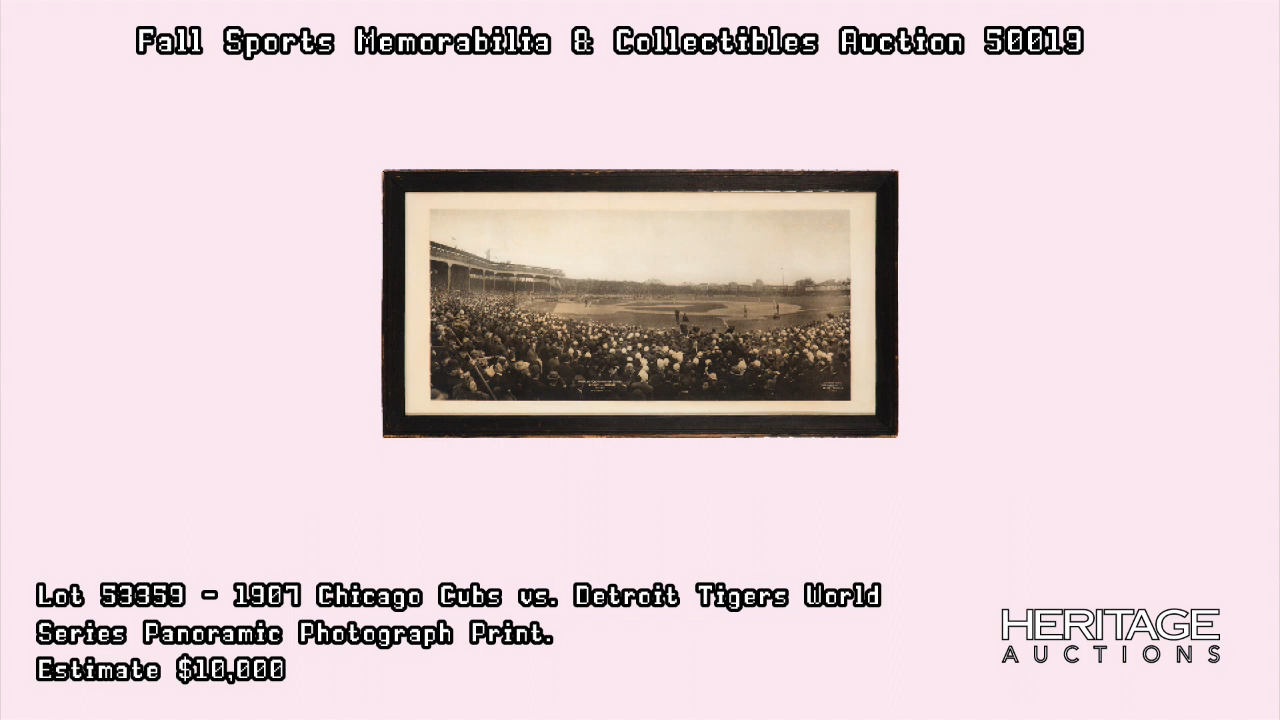 Fall Sports Memorabilia & Collectibles Auction 50019
Lot 53359 - 1907 Chicago Cubs vs. Detroit Tigers World
Series Panoramic Photograph Print.
Estimate $10,000
HERITAGE
AUCTIONS